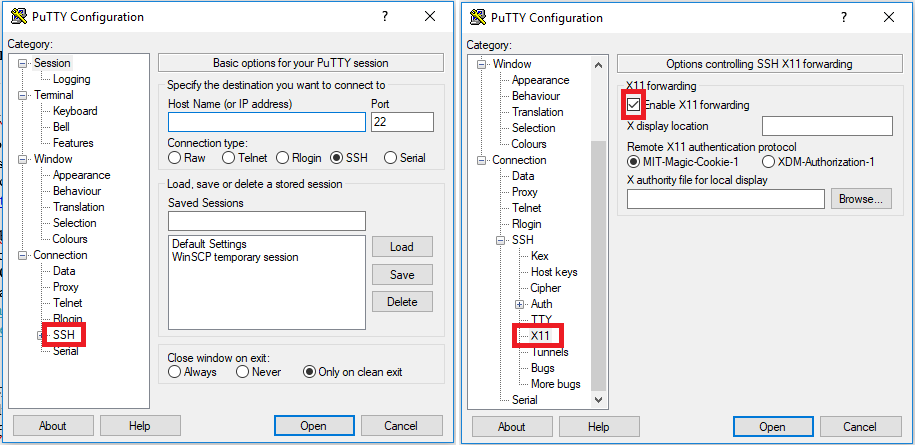 PuTTY Configuration
Category:
Session
Logging
Terminal
Keyboard
Bell
Features
Window
Appearance
Behaviour
Translation
Selection
Colours
Connection
Data
Proxy
Telnet
Rlogin
SSH
Serial
Basic options for your PuTTY session
Specify the destination you want to connect to
Host Name (or IP address) Port
22
Connection type:
Raw Telnet Rlogin SSH Serial
Load, save or delete a stored session
Saved Sessions
Default Settings
WinSCP temporary session
Load
Save
Delete
Close window on exit:
Always Never Only on clean exit
About Help Open Cancel
PuTTY Configuration
Category:
Window
Appearance
Behaviour
Translation
Selection
Colours
Connection
Data
Proxy
Telnet
Rlogin
SSH
Kex
Host keys
Cipher
Auth
TTY
X11
Tunnels
Bugs
More bugs
Serial
Options controlling SSH X11 forwarding
X11 forwarding
Enable X11 forwarding
X display location
Remote X11 authentication protocol
MIT-Magic-Cookie-1 XDM-Authorization-1
X authority file for local display
Browse...
About Help Open Cancel